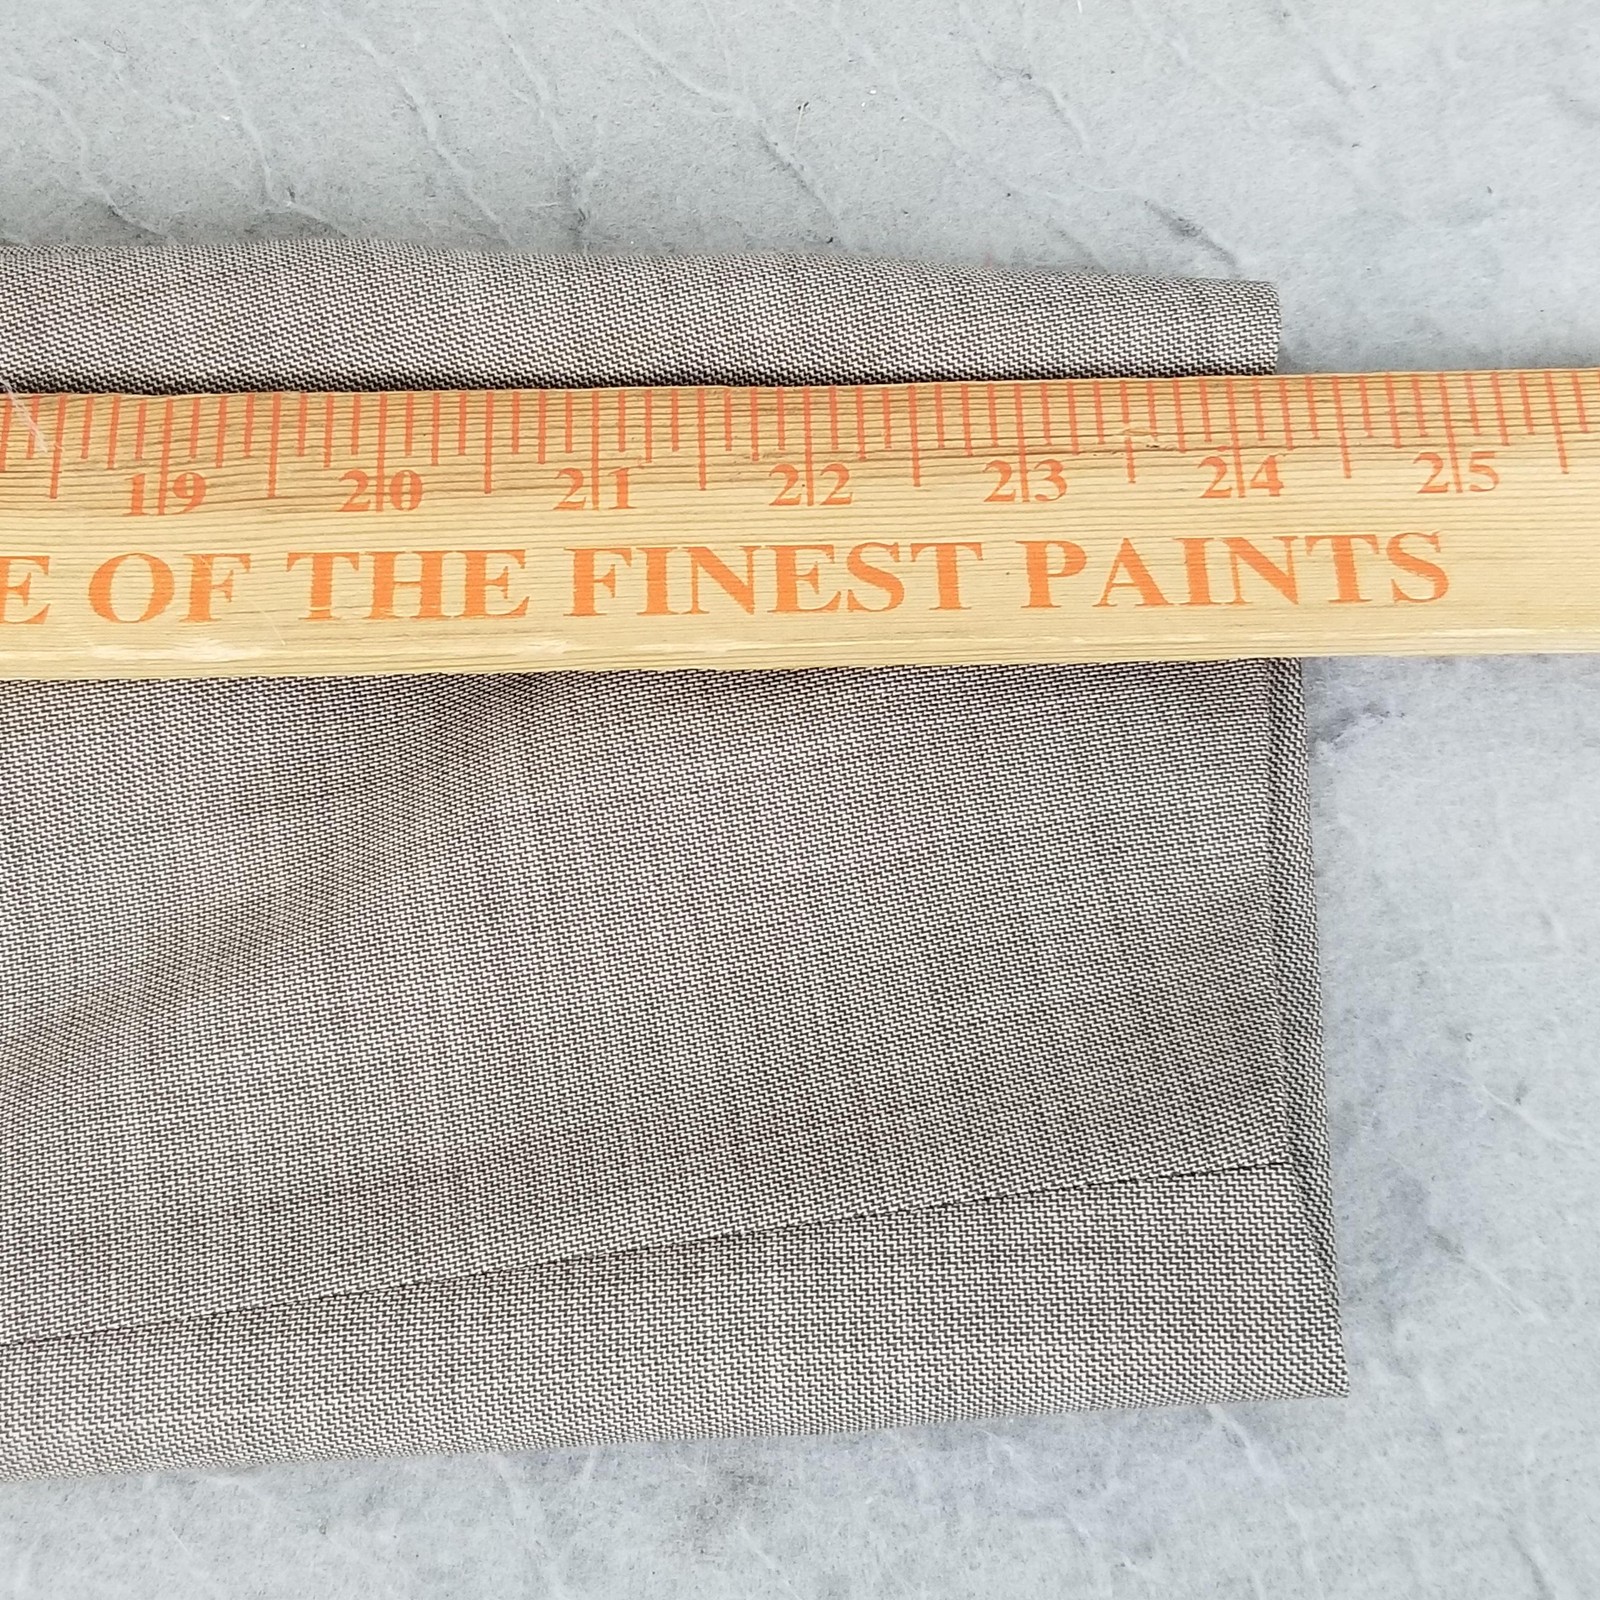 19 20 21 22 23 24 25
E OF THE FINEST PAINTS